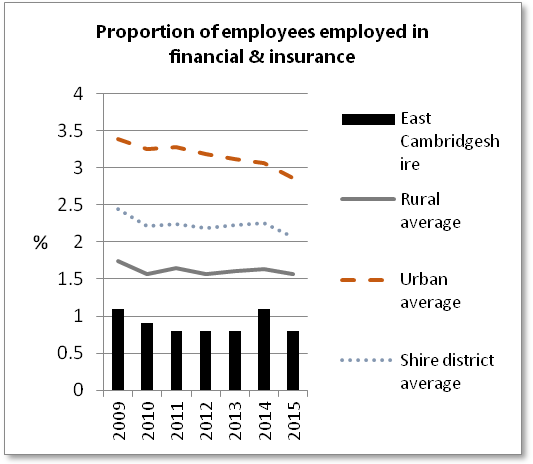 Proportion of employees employed in
financial & insurance
4
3.5
3
2.5
2
1.5
1
0.5
0
%
2009
2010
2011
2012
2013
2014
2015
East
Cambridgesh
ire
Rural
average
Urban
average
Shire district
average